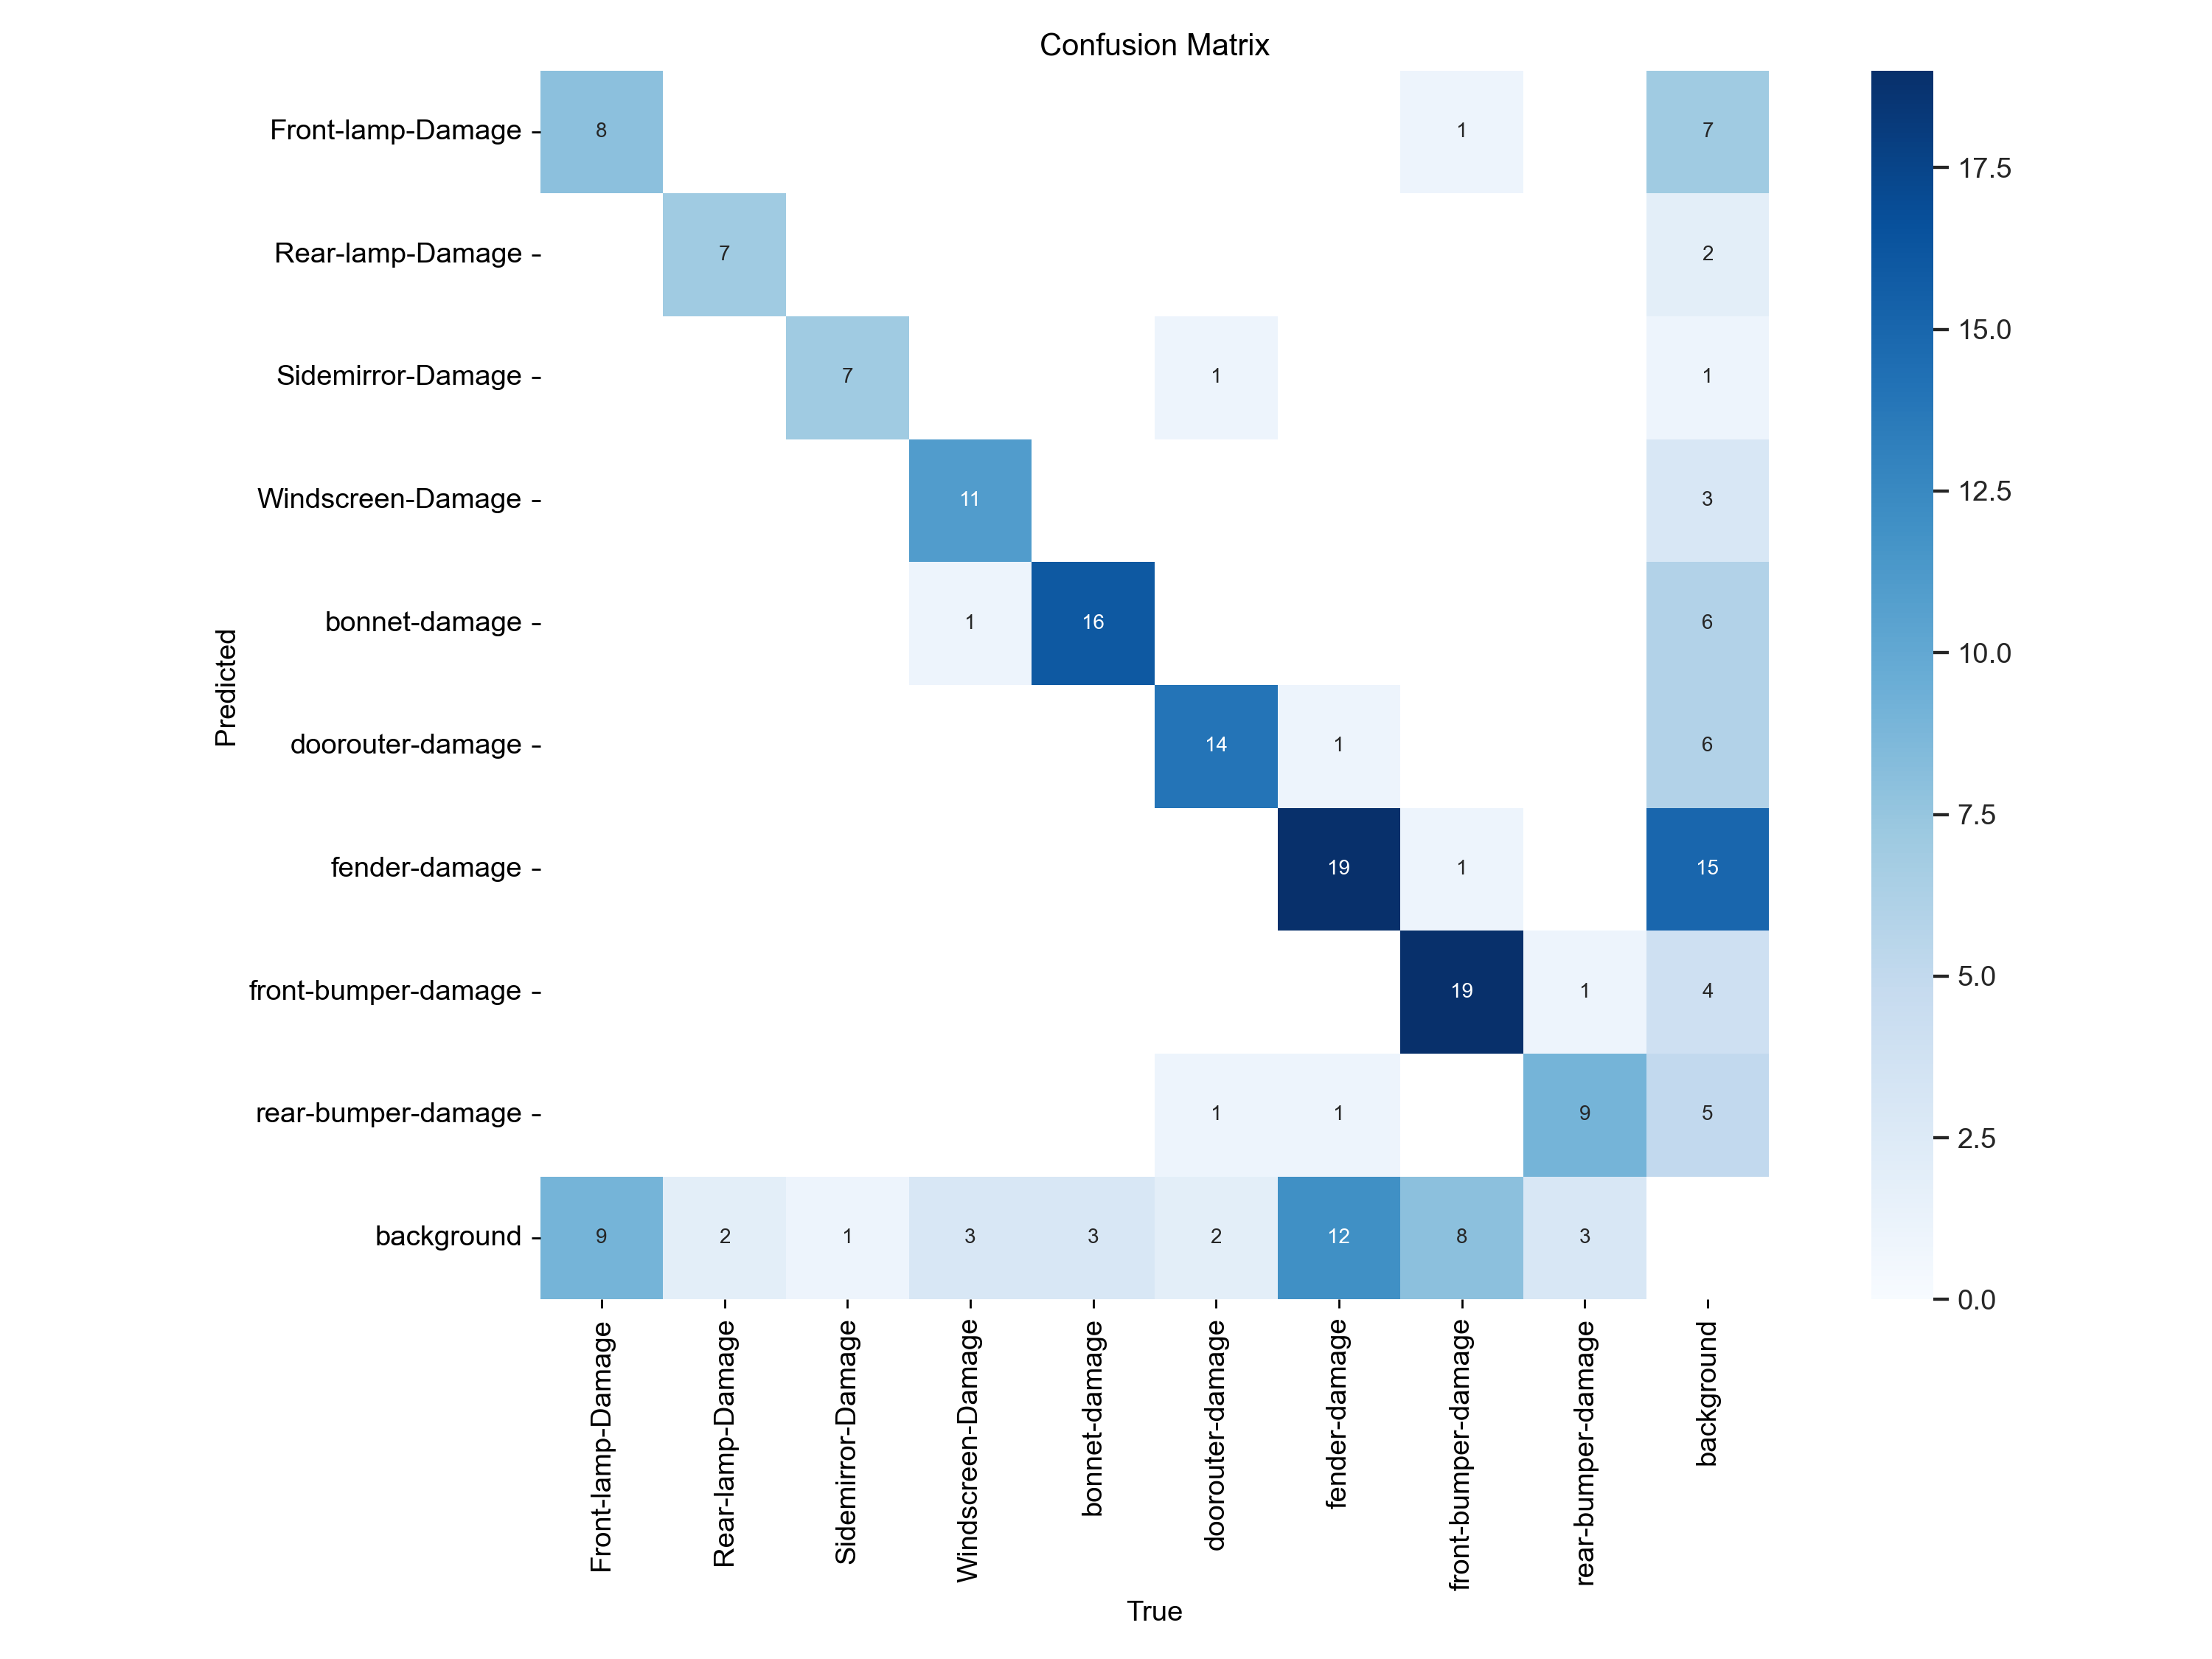 Confusion Matrix
Front-lamp-Damage 8 1 7
Rear-lamp-Damage 7 2
Sidemirror-Damage 7 1 1
Windscreen-Damage 11 3
bonnet-damage 1 16 6
doorouter-damage 14 1 6
fender-damage 19 1 15
front-bumper-damage 19 1 4
rear-bumper-damage 1 1 9 5
background 9 2 1 3 3 2 12 8 3
Predicted
Front-lamp-Damage
Rear-lamp-Damage
Sidemirror-Damage
Windscreen-Damage
bonnet-damage
doorouter-damage
fender-damage
front-bumper-damage
rear-bumper-damage
background
True
17.5
15.0
12.5
10.0
7.5
5.0
2.5
0.0